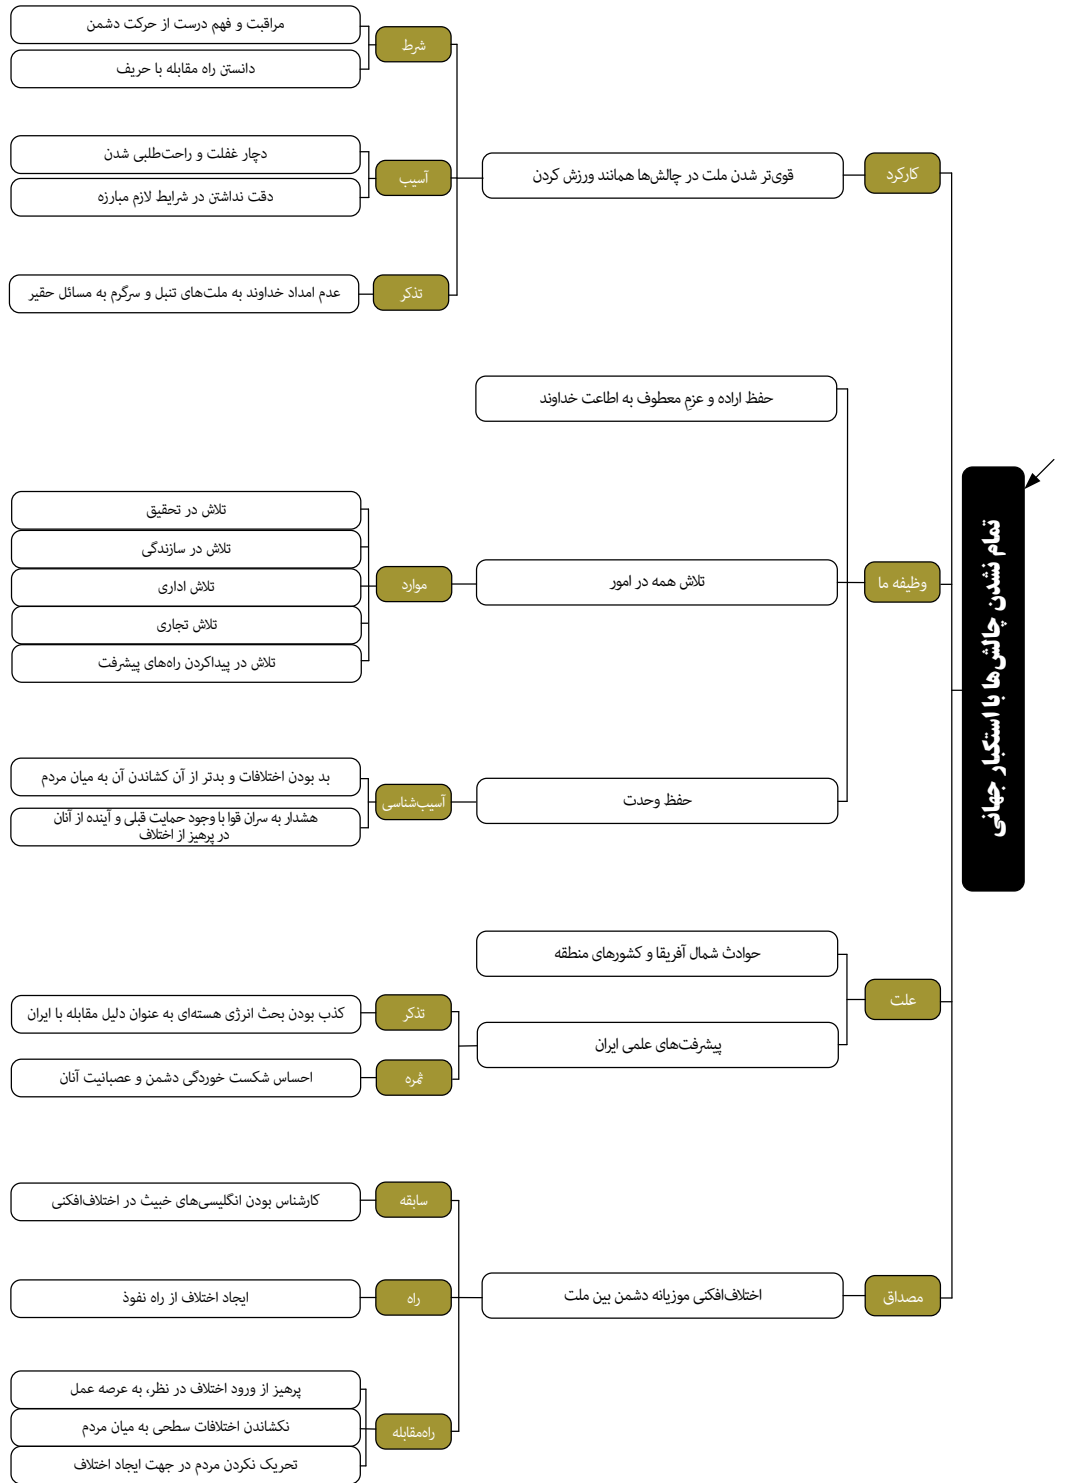 تمام نشدن چالش‌ها با استکبار جهانی
کارکرد
قوی‌تر شدن ملت در چالش‌ها همانند ورزش کردن
شرط
مراقبت و فهم درست از حرکت دشمن
دانستن راه مقابله با حریف
آسیب
دچار غفلت و راحت‌طلبی شدن
دقت نداشتن در شرایط لازم مبارزه
تذکر
عدم امداد خداوند به ملت‌های تنبل و سرگرم به مسائل حقیر
وظیفه ما
حفظ اراده و عزمِ معطوف به اطاعت خداوند
تلاش همه در امور
موارد
تلاش در تحقیق
تلاش در سازندگی
تلاش اداری
تلاش تجاری
تلاش در پیداکردن راه‌های پیشرفت
حفظ وحدت
آسیب‌شناسی
بد بودن اختلافات و بدتر از آن کشاندن آن به میان مردم
هشدار به سران قوا با وجود حمایت قبلی و آینده از آنان
در پرهیز از اختلاف
علت
حوادث شمال آفریقا و کشورهای منطقه
پیشرفت‌های علمی ایران
تذکر
کذب بودن بحث انرژی هسته‌ای به عنوان دلیل مقابله با ایران
ثمره
احساس شکست خوردگی دشمن و عصبانیت آنان
مصداق
اختلاف‌افکنی موزیانه دشمن بین ملت
سابقه
کارشناس بودن انگلیسی‌های خبیث در اختلاف‌افکنی
راه
ایجاد اختلاف از راه نفوذ
راه‌مقابله
پرهیز از ورود اختلاف در نظر، به عرصه عمل
نکشاندن اختلافات سطحی به میان مردم
تحریک نکردن مردم در جهت ایجاد اختلاف